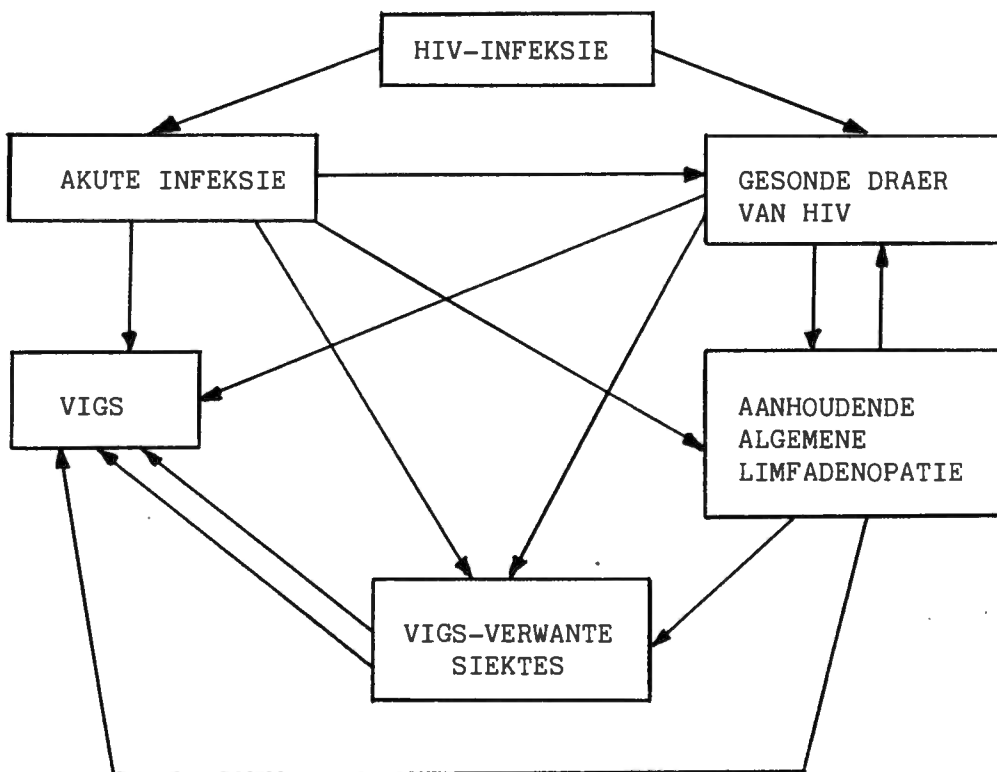 HIV-INFEKSIE
AKUTE INFEKSIE
GESONDE DRAER
VAN HIV
VIGS
AANHOUDENDE
ALGEMENE
LIMFADENOPATIE
VIGS-VERWANTE
SIEKTES